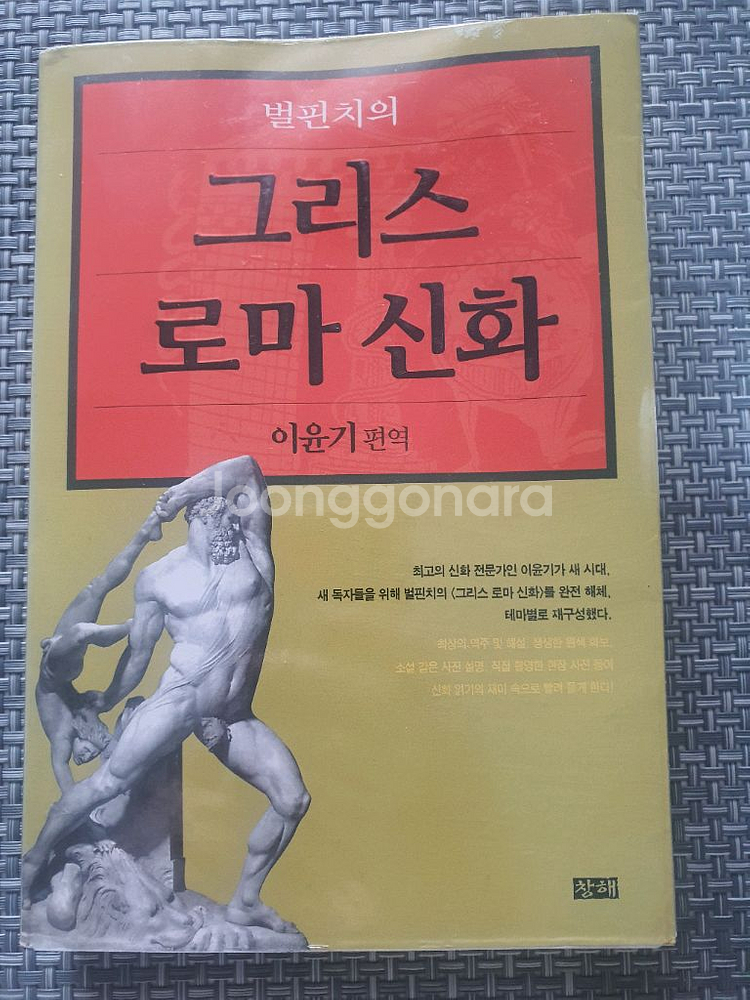 벌핀치의
그리스
로마 신화
이윤기 편역
joonggonara
최고의 신화 전문가인 이윤기가 새 시대,
새 독자들을 위해 벌핀치의 〈그리스 로마 신화〉를 완전 해체,
테마별로 재구성했다.
최상의 역주 및 해설, 생생한 원색 화보,
소설 같은 사진 설명, 직접 촬영한 현장 사진 등이
신화 읽기의 재미 속으로 빨려 들게 한다!
창해